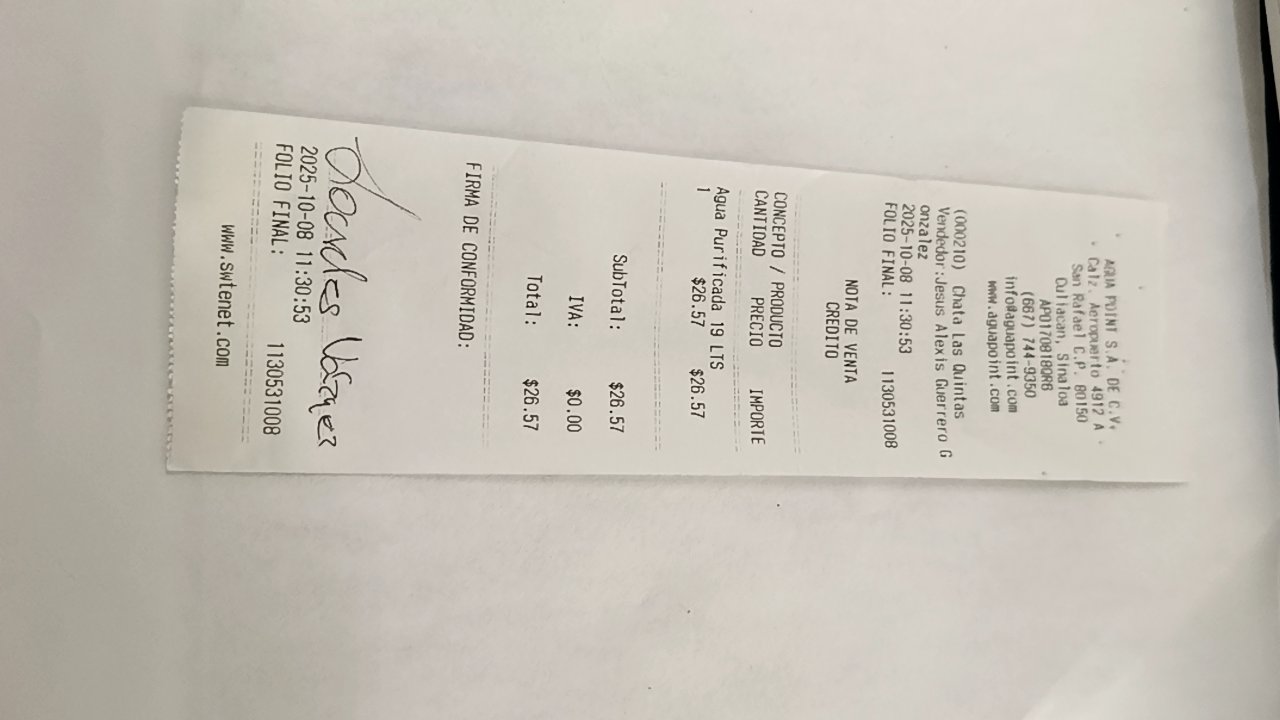 AGUA POINT S.A. DE C.V.
Calz. Aeropuerto 4912 A
San Rafael C.P. 80150
Culiacan, Sinaloa
APO1708180R6
(667) 744-9350
info@aguapoint.com
www.aguapoint.com
(000210) Chata Las Quintas
Vendedor:Jesus Alexis Guerrero G
onzalez
2025-10-08 11:30:53
FOLIO FINAL: 1130531008
NOTA DE VENTA
CREDITO
CONCEPTO / PRODUCTO
CANTIDAD PRECIO IMPORTE
Agua Purificada 19 LTS
1 $26.57 $26.57
SubTotal: $26.57
IVA: $0.00
Total: $26.57
FIRMA DE CONFORMIDAD:
Lourdes Vázquez
2025-10-08 11:30:53
FOLIO FINAL: 1130531008
www.swtenet.com